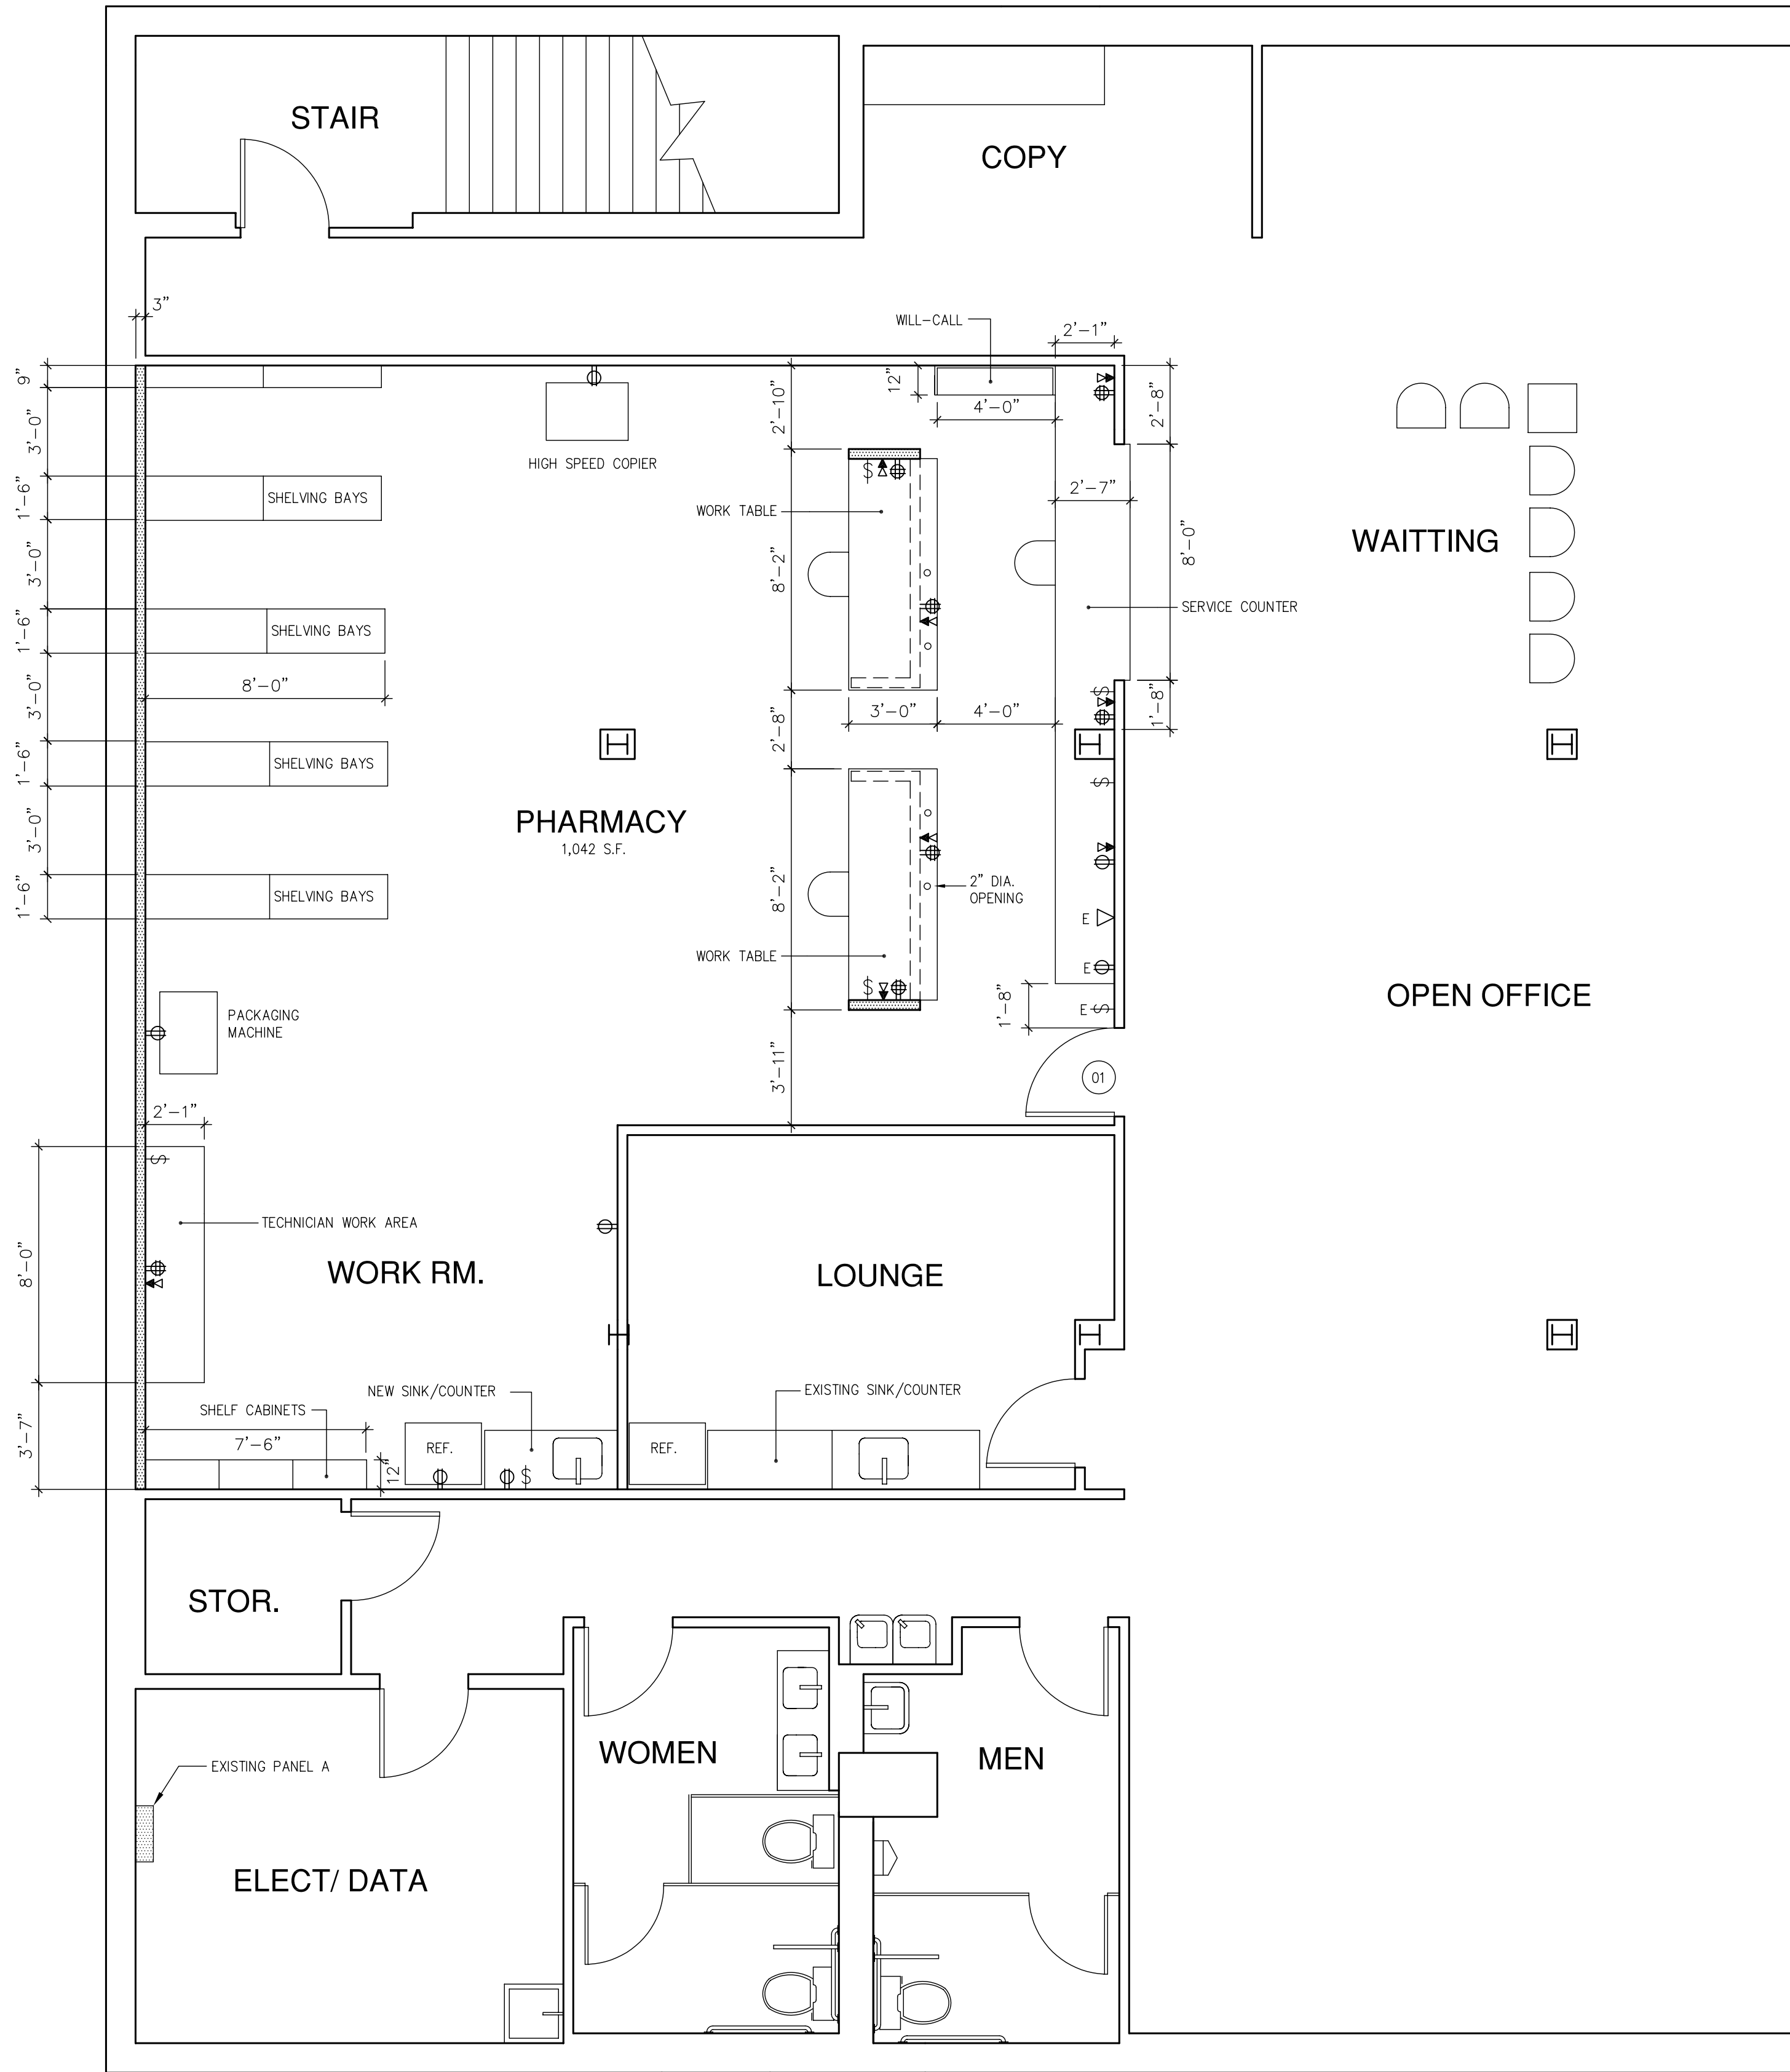 STAIR
COPY
3"
WILL-CALL
2'-1"
9"
3'-0"
1'-6"
3'-0"
1'-6"
3'-0"
1'-6"
3'-0"
1'-6"
HIGH SPEED COPIER
2'-10"
12"
4'-0"
2'-8"
SHELVING BAYS
$
WORK TABLE
2'-7"
WAITTING
8'-2"
8'-0"
SERVICE COUNTER
SHELVING BAYS
8'-0"
S
1'-8"
3'-0"
4'-0"
2'-8"
SHELVING BAYS
S
PHARMACY
1,042 S.F.
SHELVING BAYS
8'-2"
2" DIA.
OPENING
E
WORK TABLE
E
$
OPEN OFFICE
1'-8"
E S
PACKAGING
MACHINE
3'-11"
01
2'-1"
S
TECHNICIAN WORK AREA
8'-0"
WORK RM.
LOUNGE
NEW SINK/COUNTER
EXISTING SINK/COUNTER
SHELF CABINETS
3'-7"
7'-6"
12"
REF.
$
REF.
STOR.
WOMEN
MEN
EXISTING PANEL A
ELECT/ DATA